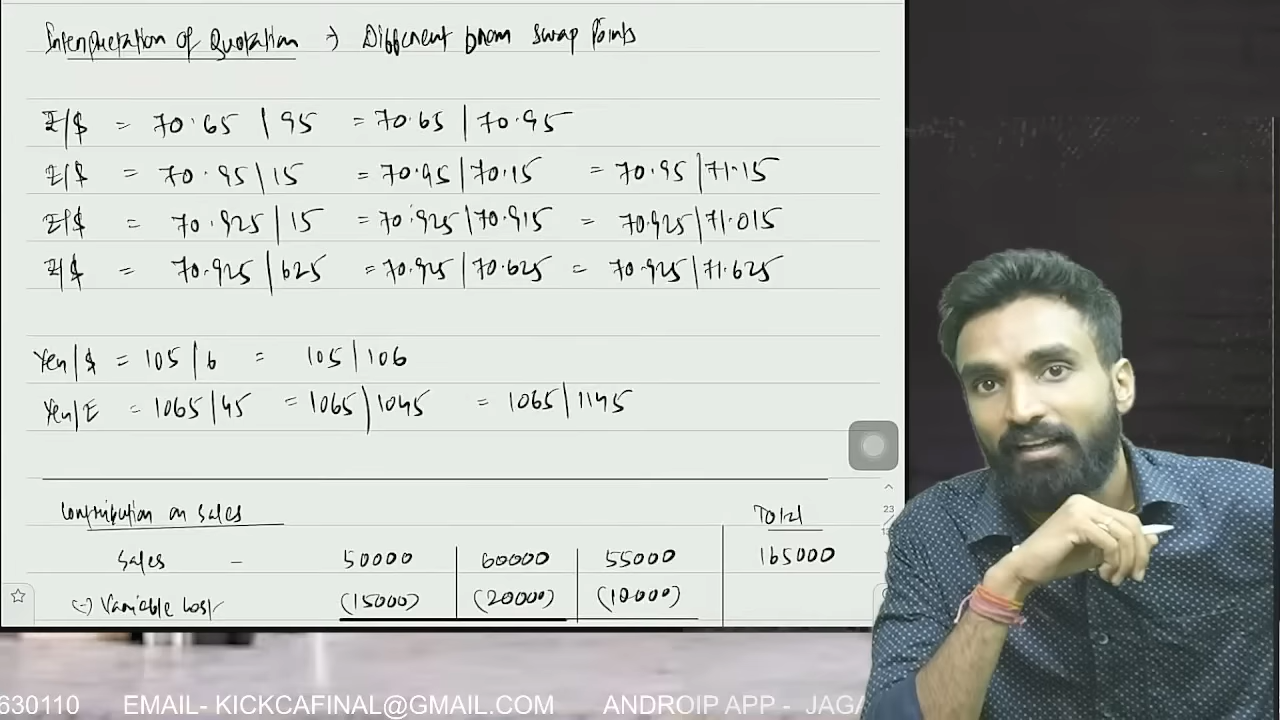 Interpretation of Quotation → Different from Swap Points
₹/$ = 70.65 | 95 = 70.65 | 70.95
₹/$ = 70.95 | 15 = 70.95 | 70.15 = 70.95 | 71.15
₹/$ = 70.925 | 15 = 70.925 | 70.915 = 70.925 | 71.015
₹/$ = 70.925 | 625 = 70.925 | 70.625 = 70.925 | 71.625
Yen/$ = 105 | 6 = 105 | 106
Yen/£ = 1065 | 45 = 1065 | 1045 = 1065 | 1145
Contribution on Sales Total
Sales - 50000 60000 55000 165000
(-) Variable Cost (15000) (20000) (10000)
23
630110 EMAIL- KICKCAFINAL@GMAIL.COM ANDROIP APP - JAGA